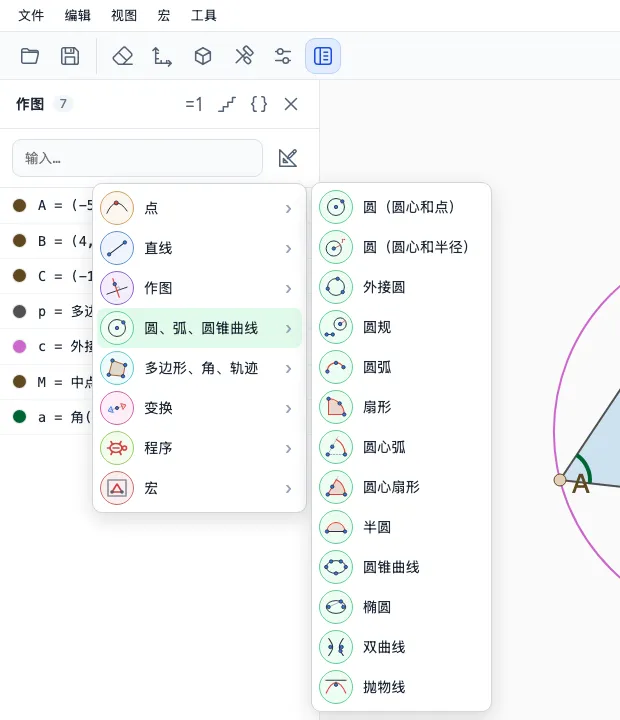 文件 编辑 视图 宏 工具
作图 7 =1 { }
输入…
A = (−5
B = (4,
C = (−1
p = 多边
c = 外接
M = 中点
a = 角(
点
直线
作图
圆、弧、圆锥曲线
多边形、角、轨迹
变换
程序
宏
圆（圆心和点）
r
圆（圆心和半径）
外接圆
圆规
圆弧
扇形
圆心弧
圆心扇形
半圆
圆锥曲线
椭圆
双曲线
抛物线
A